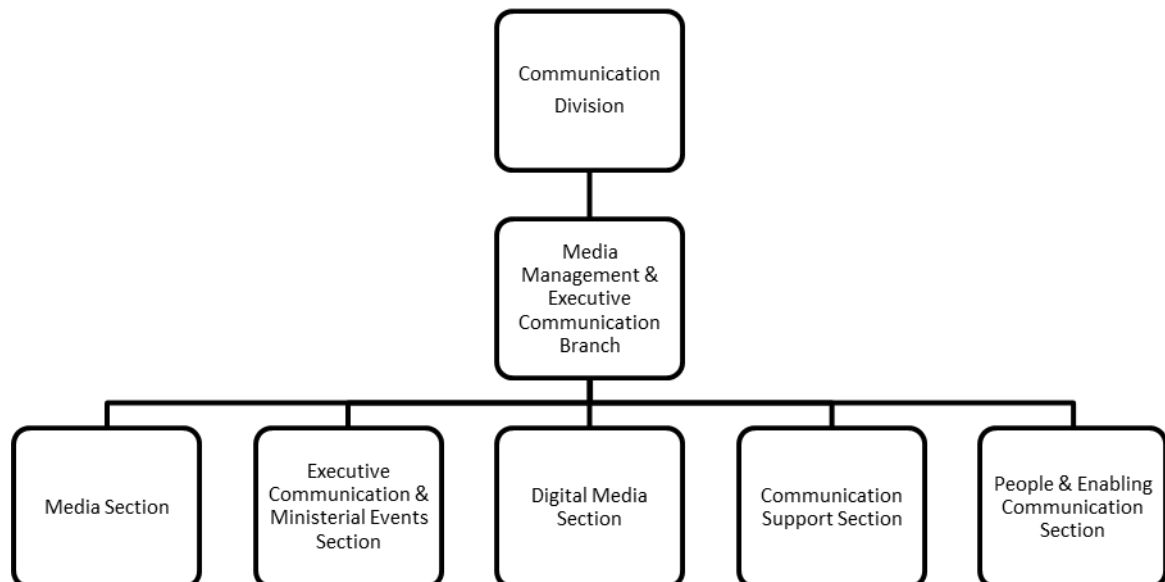 Communication
Division
Media
Management &
Executive
Communication
Branch
Media Section
Executive
Communication &
Ministerial Events
Section
Digital Media
Section
Communication
Support Section
People & Enabling
Communication
Section